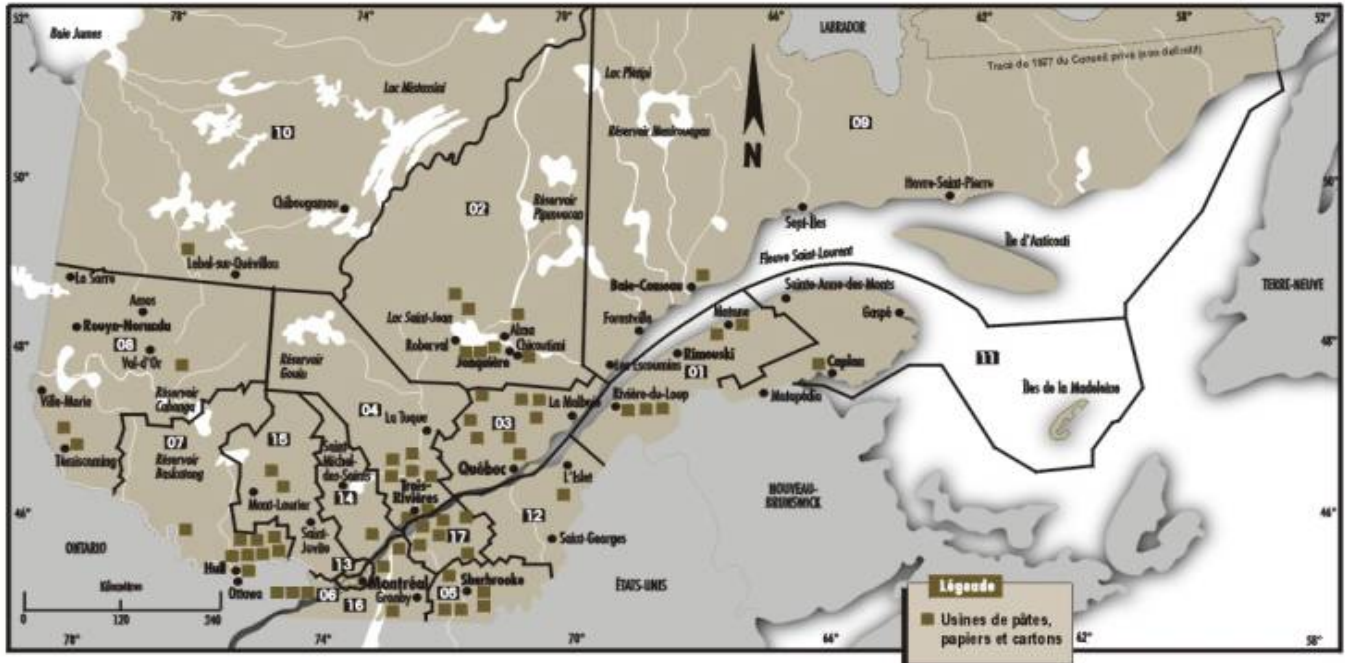 78°
74°
70°
66°
62°
58°
52°
52°
Baie James
LABRADOR
Tracé de 1927 du Conseil privé (non définitif)
Lac Mistassini
Lac Plétipi
10
Réservoir Manicouagan
09
N
50°
50°
Havre-Saint-Pierre
Chibougamau
02
Réservoir
Pipmuacan
Sept-Îles
Île d'Anticosti
Fleuve Saint-Laurent
Lebel-sur-Quévillon
La Sarre
Baie-Comeau
Sainte-Anne-des-Monts
TERRE-NEUVE
Amos
Rouyn-Noranda
Lac Saint-Jean
Alma
Forestville
Matane
Gaspé
08
Val-d'Or
Réservoir
Gouin
Roberval
Chicoutimi
Jonquière
48°
48°
Rimouski
11
Les Escoumins
01
Caplan
Ville-Marie
Réservoir
Cabonga
04
La Tuque
La Malbaie
Rivière-du-Loup
Matapédia
Îles de la Madeleine
03
07
15
Réservoir
Baskatong
Témiscaming
Saint-
Michel-
des-Saints
Québec
L'Islet
Mont-Laurier
14
Trois-
Rivières
NOUVEAU-
BRUNSWICK
46°
46°
12
Saint-
Jovite
17
Saint-Georges
ONTARIO
13
Hull
Montréal
Sherbrooke
ÉTATS-UNIS
Kilomètres
Ottawa
06
16
Granby
05
0
120
240
Légende
Usines de pâtes,
papiers et cartons
78°
74°
70°
66°
62°
58°